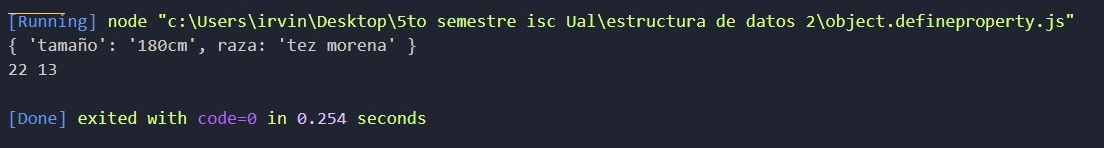 [Running] node "c:\Users\irvin\Desktop\5to semestre isc Ual\estructura de datos 2\object.defineproperty.js"
{ 'tamaño': '180cm', raza: 'tez morena' }
22 13
[Done] exited with code=0 in 0.254 seconds